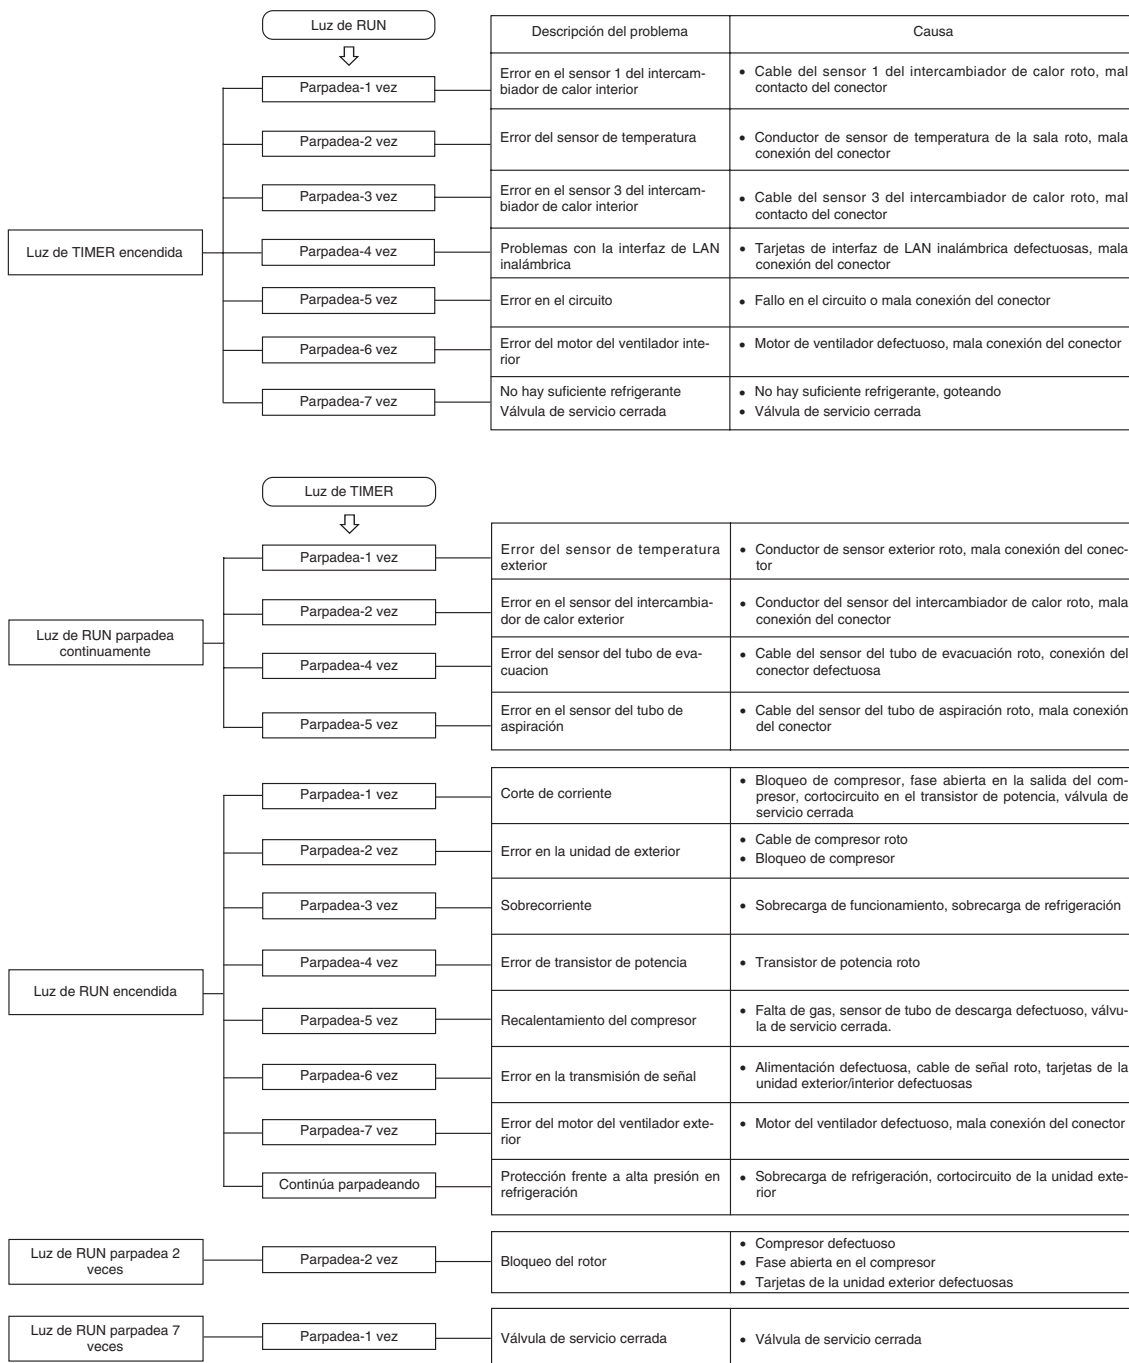 Luz de RUN
Descripción del problema
Causa
Luz de TIMER encendida
Parpadea-1 vez
Error en el sensor 1 del intercam-
biador de calor interior
• Cable del sensor 1 del intercambiador de calor roto, mal
contacto del conector
Parpadea-2 vez
Error del sensor de temperatura
• Conductor de sensor de temperatura de la sala roto, mala
conexión del conector
Parpadea-3 vez
Error en el sensor 3 del intercam-
biador de calor interior
• Cable del sensor 3 del intercambiador de calor roto, mal
contacto del conector
Parpadea-4 vez
Problemas con la interfaz de LAN
inalámbrica
• Tarjetas de interfaz de LAN inalámbrica defectuosas, mala
conexión del conector
Parpadea-5 vez
Error en el circuito
• Fallo en el circuito o mala conexión del conector
Parpadea-6 vez
Error del motor del ventilador inte-
rior
• Motor de ventilador defectuoso, mala conexión del conector
Parpadea-7 vez
No hay suficiente refrigerante
Válvula de servicio cerrada
• No hay suficiente refrigerante, goteando
• Válvula de servicio cerrada
Luz de TIMER
Luz de RUN parpadea
continuamente
Parpadea-1 vez
Error del sensor de temperatura
exterior
• Conductor de sensor exterior roto, mala conexión del conec-
tor
Parpadea-2 vez
Error en el sensor del intercambia-
dor de calor exterior
• Conductor del sensor del intercambiador de calor roto, mala
conexión del conector
Parpadea-4 vez
Error del sensor del tubo de eva-
cuacion
• Cable del sensor del tubo de evacuación roto, conexión del
conector defectuosa
Parpadea-5 vez
Error en el sensor del tubo de
aspiración
• Cable del sensor del tubo de aspiración roto, mala conexión
del conector
Luz de RUN encendida
Parpadea-1 vez
Corte de corriente
• Bloqueo de compresor, fase abierta en la salida del com-
presor, cortocircuito en el transistor de potencia, válvula de
servicio cerrada
Parpadea-2 vez
Error en la unidad de exterior
• Cable de compresor roto
• Bloqueo de compresor
Parpadea-3 vez
Sobrecorriente
• Sobrecarga de funcionamiento, sobrecarga de refrigeración
Parpadea-4 vez
Error de transistor de potencia
• Transistor de potencia roto
Parpadea-5 vez
Recalentamiento del compresor
• Falta de gas, sensor de tubo de descarga defectuoso, válvu-
la de servicio cerrada.
Parpadea-6 vez
Error en la transmisión de señal
• Alimentación defectuosa, cable de señal roto, tarjetas de la
unidad exterior/interior defectuosas
Parpadea-7 vez
Error del motor del ventilador exte-
rior
• Motor del ventilador defectuoso, mala conexión del conector
Continúa parpadeando
Protección frente a alta presión en
refrigeración
• Sobrecarga de refrigeración, cortocircuito de la unidad exte-
rior
Luz de RUN parpadea 2
veces
Parpadea-2 vez
Bloqueo del rotor
• Compresor defectuoso
• Fase abierta en el compresor
• Tarjetas de la unidad exterior defectuosas
Luz de RUN parpadea 7
veces
Parpadea-1 vez
Válvula de servicio cerrada
• Válvula de servicio cerrada